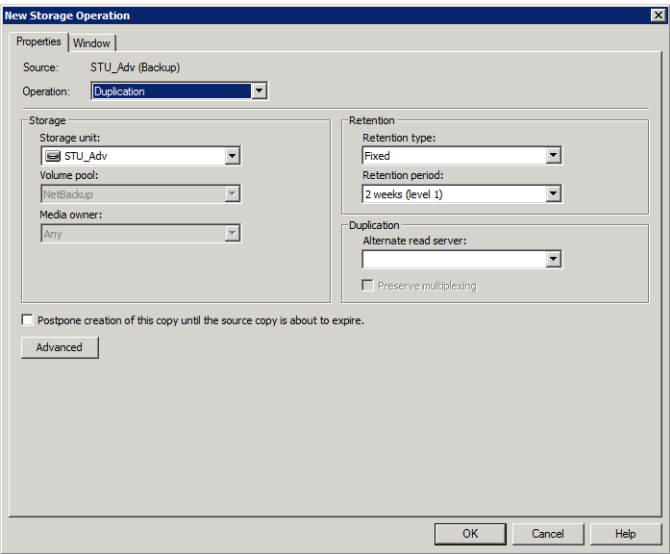 New Storage Operation
Properties Window
Source: STU_Adv (Backup)
Operation: Duplication
Storage
Storage unit:
STU_Adv
Volume pool:
NetBackup
Media owner:
Any
Retention
Retention type:
Fixed
Retention period:
2 weeks (level 1)
Duplication
Alternate read server:
Preserve multiplexing
Postpone creation of this copy until the source copy is about to expire.
Advanced
OK Cancel Help